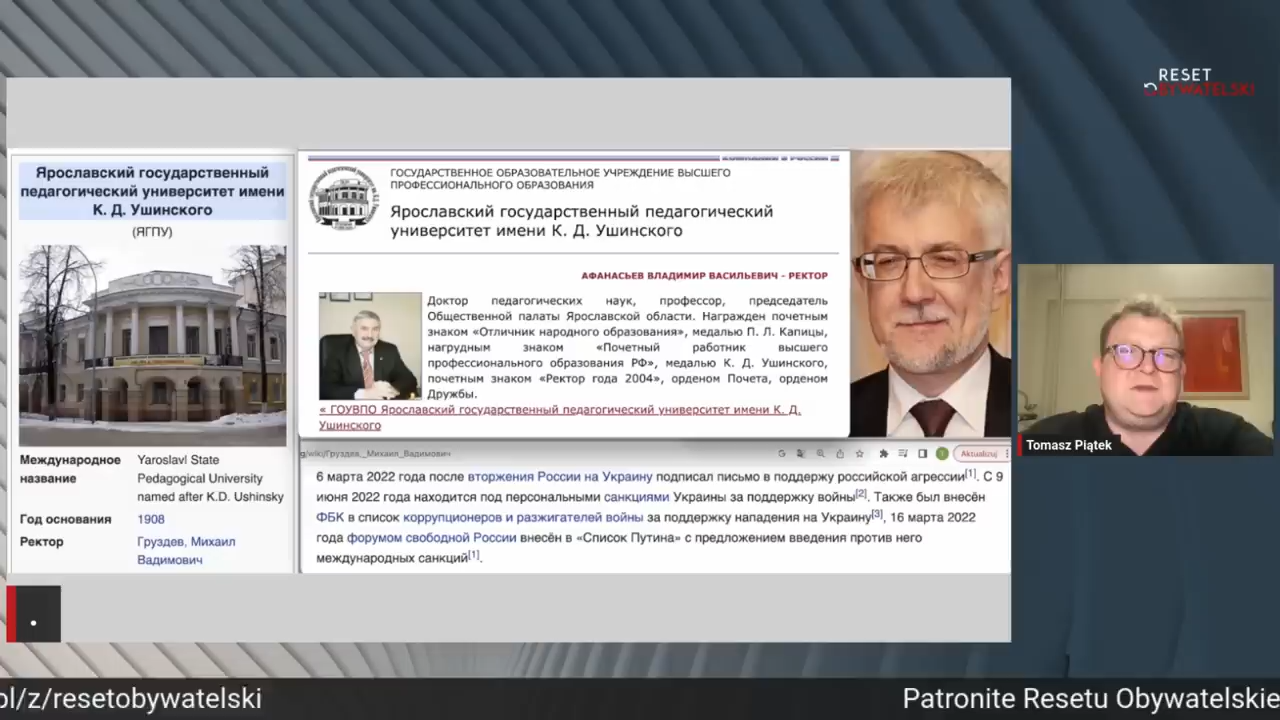 RESET
OBYWATELSKI
Ярославский государственный
педагогический университет имени
К. Д. Ушинского
(ЯГПУ)
Международное название
Yaroslavl State
Pedagogical University
named after K.D. Ushinsky
Год основания
1908
Ректор
Груздев, Михаил
Вадимович
ГОСУДАРСТВЕННОЕ ОБРАЗОВАТЕЛЬНОЕ УЧРЕЖДЕНИЕ ВЫСШЕГО
ПРОФЕССИОНАЛЬНОГО ОБРАЗОВАНИЯ
Ярославский государственный педагогический
университет имени К. Д. Ушинского
АФАНАСЬЕВ ВЛАДИМИР ВАСИЛЬЕВИЧ - РЕКТОР
Доктор педагогических наук, профессор, председатель
Общественной палаты Ярославской области. Награжден почетным
знаком «Отличник народного образования», медалью П. Л. Капицы,
нагрудным знаком «Почетный работник высшего
профессионального образования РФ», медалью К. Д. Ушинского,
почетным знаком «Ректор года 2004», орденом Почета, орденом
Дружбы.
« ГОУВПО Ярославский государственный педагогический университет имени К. Д.
Ушинского
g/wiki/Груздев,_Михаил_Вадимович
Aktualizuj
6 марта 2022 года после вторжения России на Украину подписал письмо в поддержку российской агрессии[1]. С 9
июня 2022 года находится под персональными санкциями Украины за поддержку войны[2]. Также был внесён
ФБК в список коррупционеров и разжигателей войны за поддержку нападения на Украину[3], 16 марта 2022
года форумом свободной России внесён в «Список Путина» с предложением введения против него
международных санкций[1].
Tomasz Piątek
.
pl/z/resetobywatelski
Patronite Resetu Obywatelskie